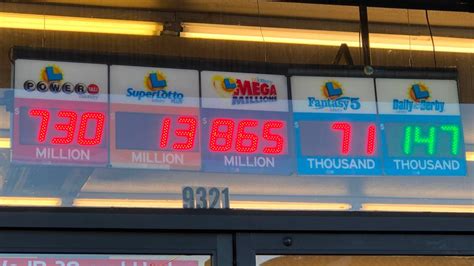 POWERBALL
SuperLotto
PLUS
MEGA
MILLIONS
Fantasy 5
Daily Derby
$ 730
13
$ 865
71
147
MILLION
MILLION
MILLION
THOUSAND
THOUSAND
9321